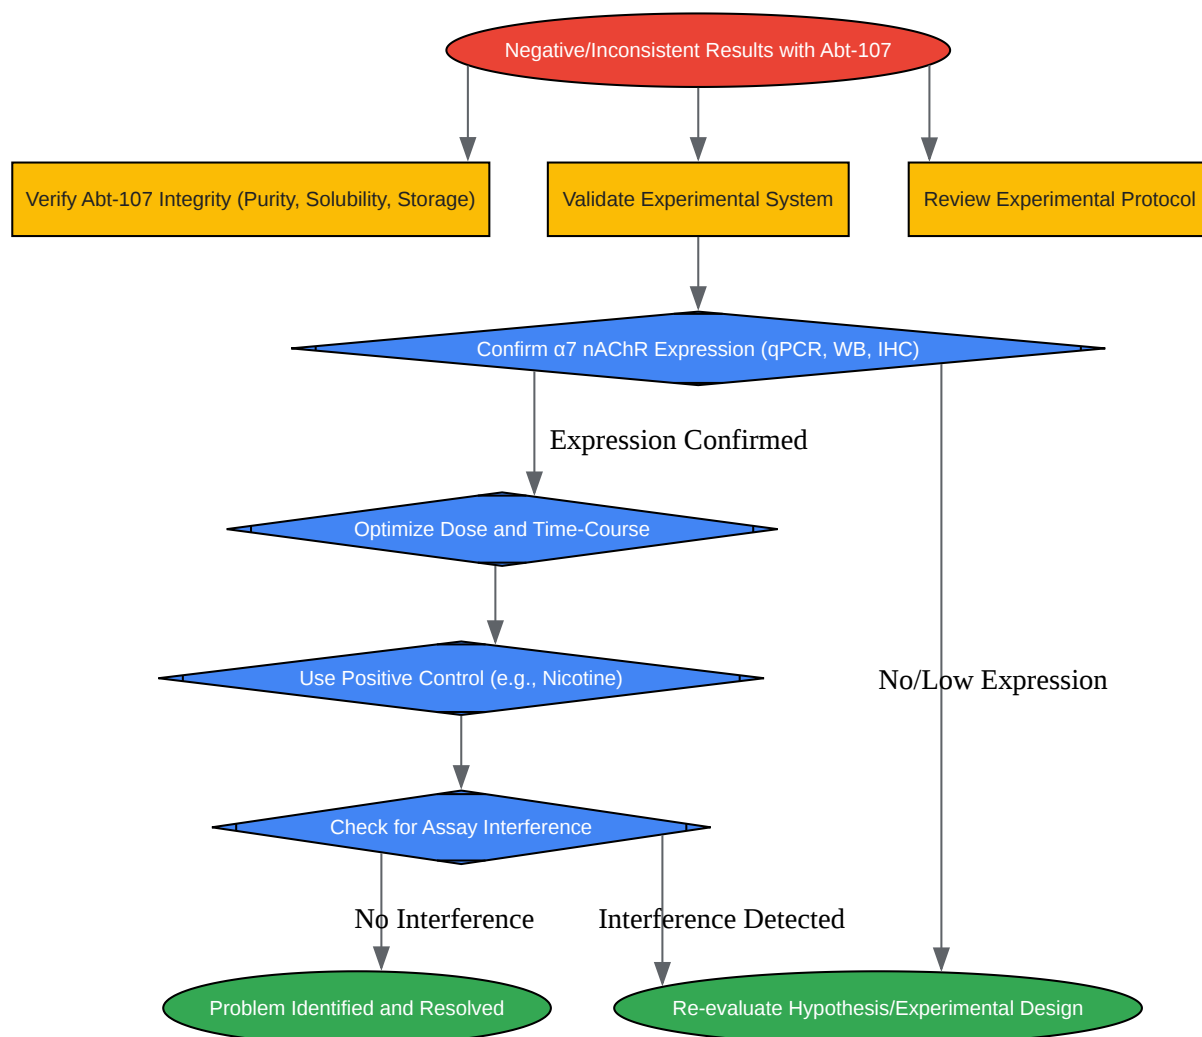 Negative/Inconsistent Results with Abt-107
Verify Abt-107 Integrity (Purity, Solubility, Storage)
Validate Experimental System
Review Experimental Protocol
Confirm α7 nAChR Expression (qPCR, WB, IHC)
Expression Confirmed
Optimize Dose and Time-Course
Use Positive Control (e.g., Nicotine)
No/Low Expression
Check for Assay Interference
No Interference
Interference Detected
Problem Identified and Resolved
Re-evaluate Hypothesis/Experimental Design